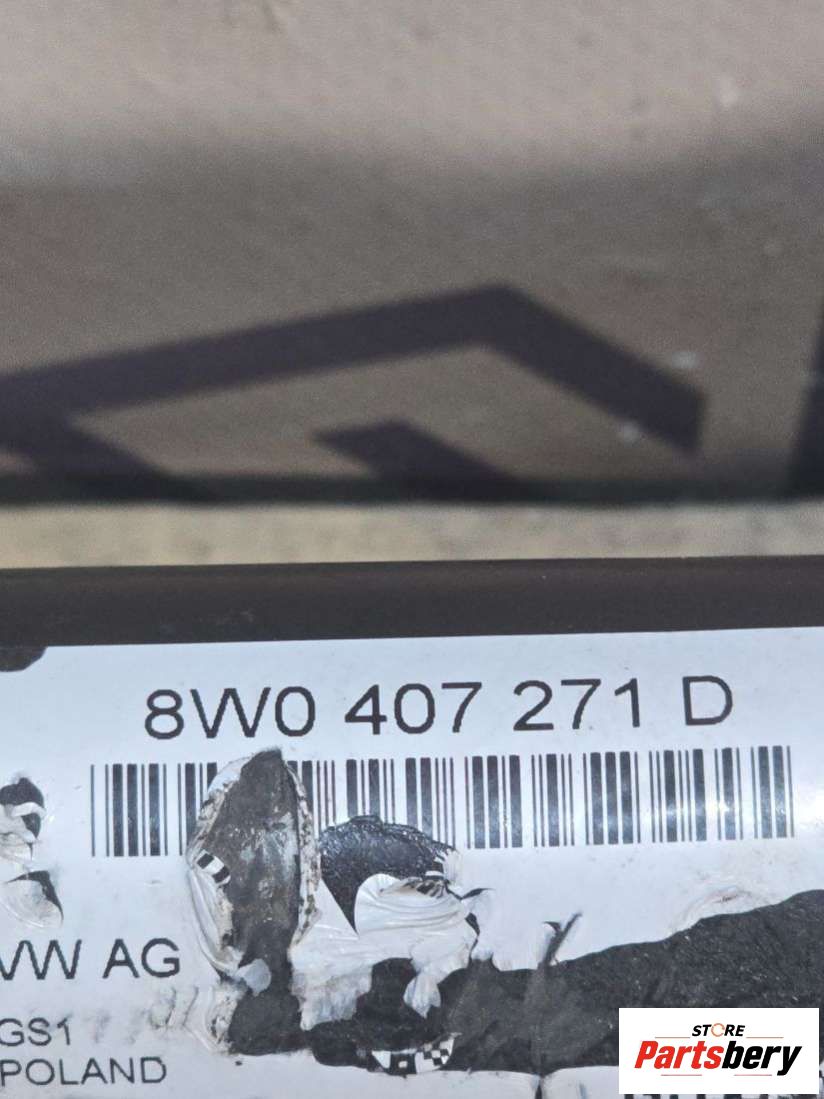 8W0 407 271 D
VW AG
GS1
POLAND
STORE
Partsbery